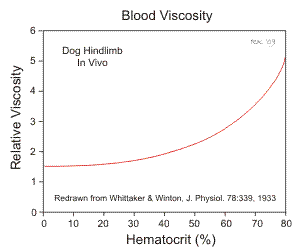 Blood Viscosity
Dog Hindlimb
In Vivo
Relative Viscosity
6
5
4
3
2
1
0
0 10 20 30 40 50 60 70 80
Redrawn from Whittaker & Winton, J. Physiol. 78:339, 1933
Hematocrit (%)